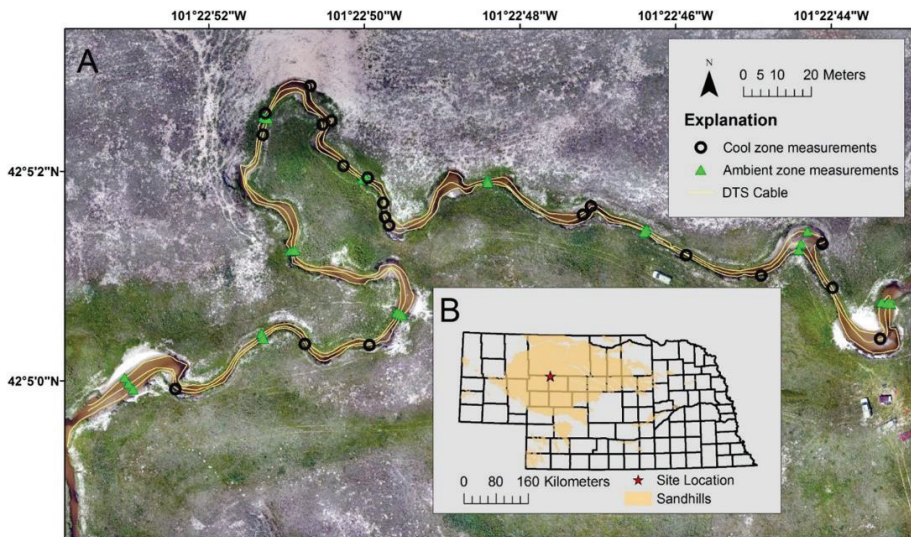 101°22'52"W 101°22'50"W 101°22'48"W 101°22'46"W 101°22'44"W
A
N
0 5 10 20 Meters
Explanation
Cool zone measurements
Ambient zone measurements
DTS Cable
42°5'2"N
42°5'0"N
B
0 80 160 Kilometers
Site Location
Sandhills